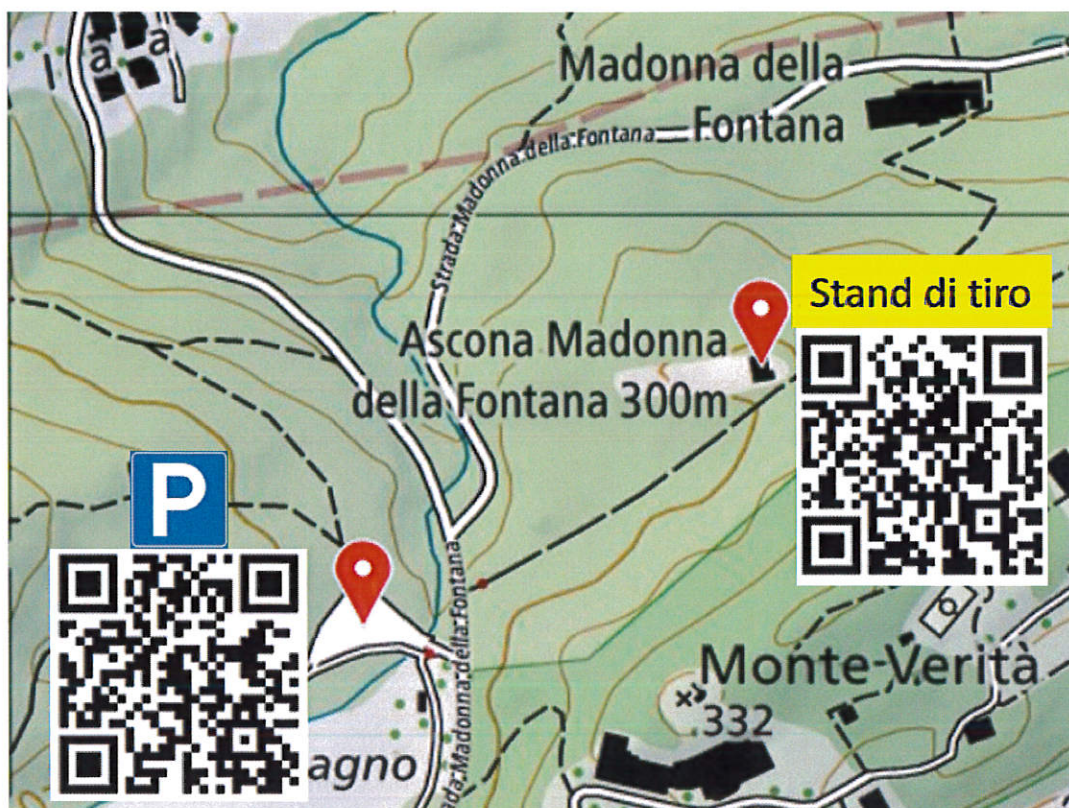 a a
Madonna della
Fontana
Strada Madonna della Fontana
Stand di tiro
Ascona Madonna
della Fontana 300m
P
Strada Madonna della Fontana
Monte Verità
332
agno